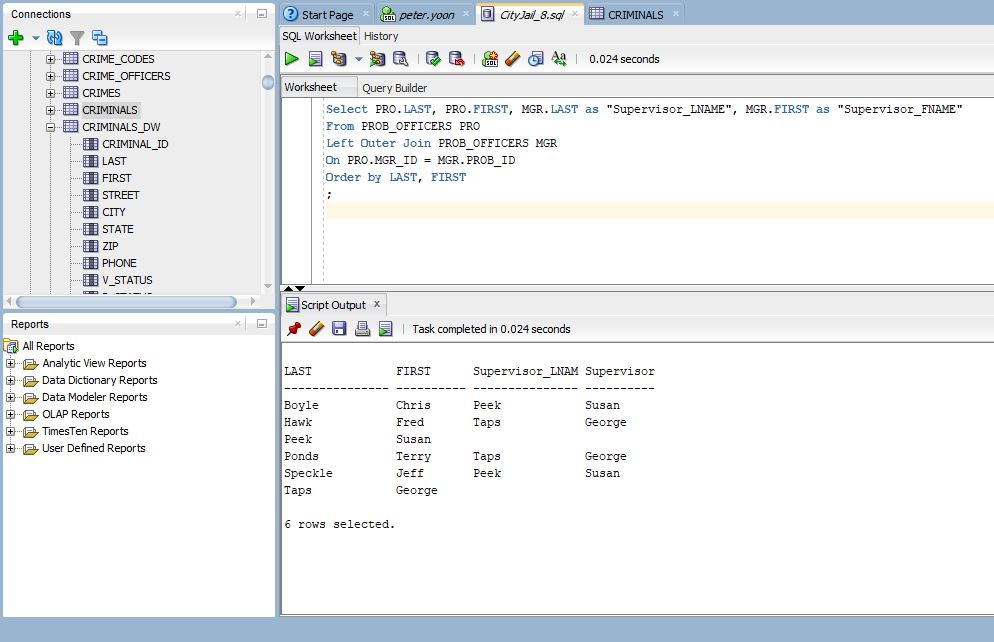 Connections
CRIME_CODES
CRIME_OFFICERS
CRIMES
CRIMINALS
CRIMINALS_DW
CRIMINAL_ID
LAST
FIRST
STREET
CITY
STATE
ZIP
PHONE
V_STATUS
Reports
All Reports
Analytic View Reports
Data Dictionary Reports
Data Modeler Reports
OLAP Reports
TimesTen Reports
User Defined Reports
Start Page peter.yoon CityJail_8.sql CRIMINALS
SQL Worksheet History
0.024 seconds
Worksheet Query Builder
Select PRO.LAST, PRO.FIRST, MGR.LAST as "Supervisor_LNAME", MGR.FIRST as "Supervisor_FNAME"
From PROB_OFFICERS PRO
Left Outer Join PROB_OFFICERS MGR
On PRO.MGR_ID = MGR.PROB_ID
Order by LAST, FIRST
;
Script Output x
Task completed in 0.024 seconds
LAST FIRST Supervisor_LNAM Supervisor
--------------- ---------- --------------- ----------
Boyle Chris Peek Susan
Hawk Fred Taps George
Peek Susan
Ponds Terry Taps George
Speckle Jeff Peek Susan
Taps George
6 rows selected.